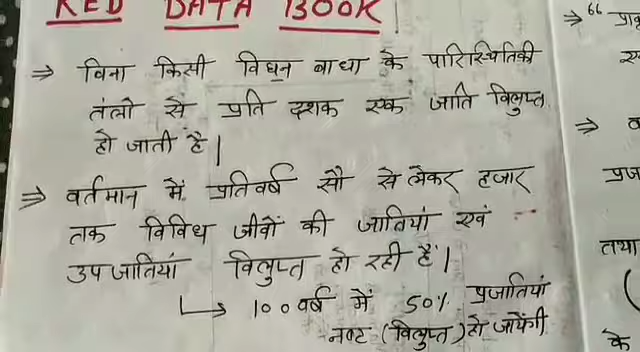 RED DATA BOOK
⇒ विना किसी विघन बाधा के पारिस्थितिकी
तंत्रो से प्रति दशक एक जाति विलुप्त
हो जाती है|
⇒ वर्तमान में प्रतिवर्ष सौ से लेकर हजार
तक विविध जीवों की जातियां एवं
उपजातियां विलुप्त हो रही हैं|
↳ 100 वर्ष में 50% प्रजातियां
नष्ट (विलुप्त) हो जायेंगी
⇒ "
⇒
प्रज
तथा
(
के